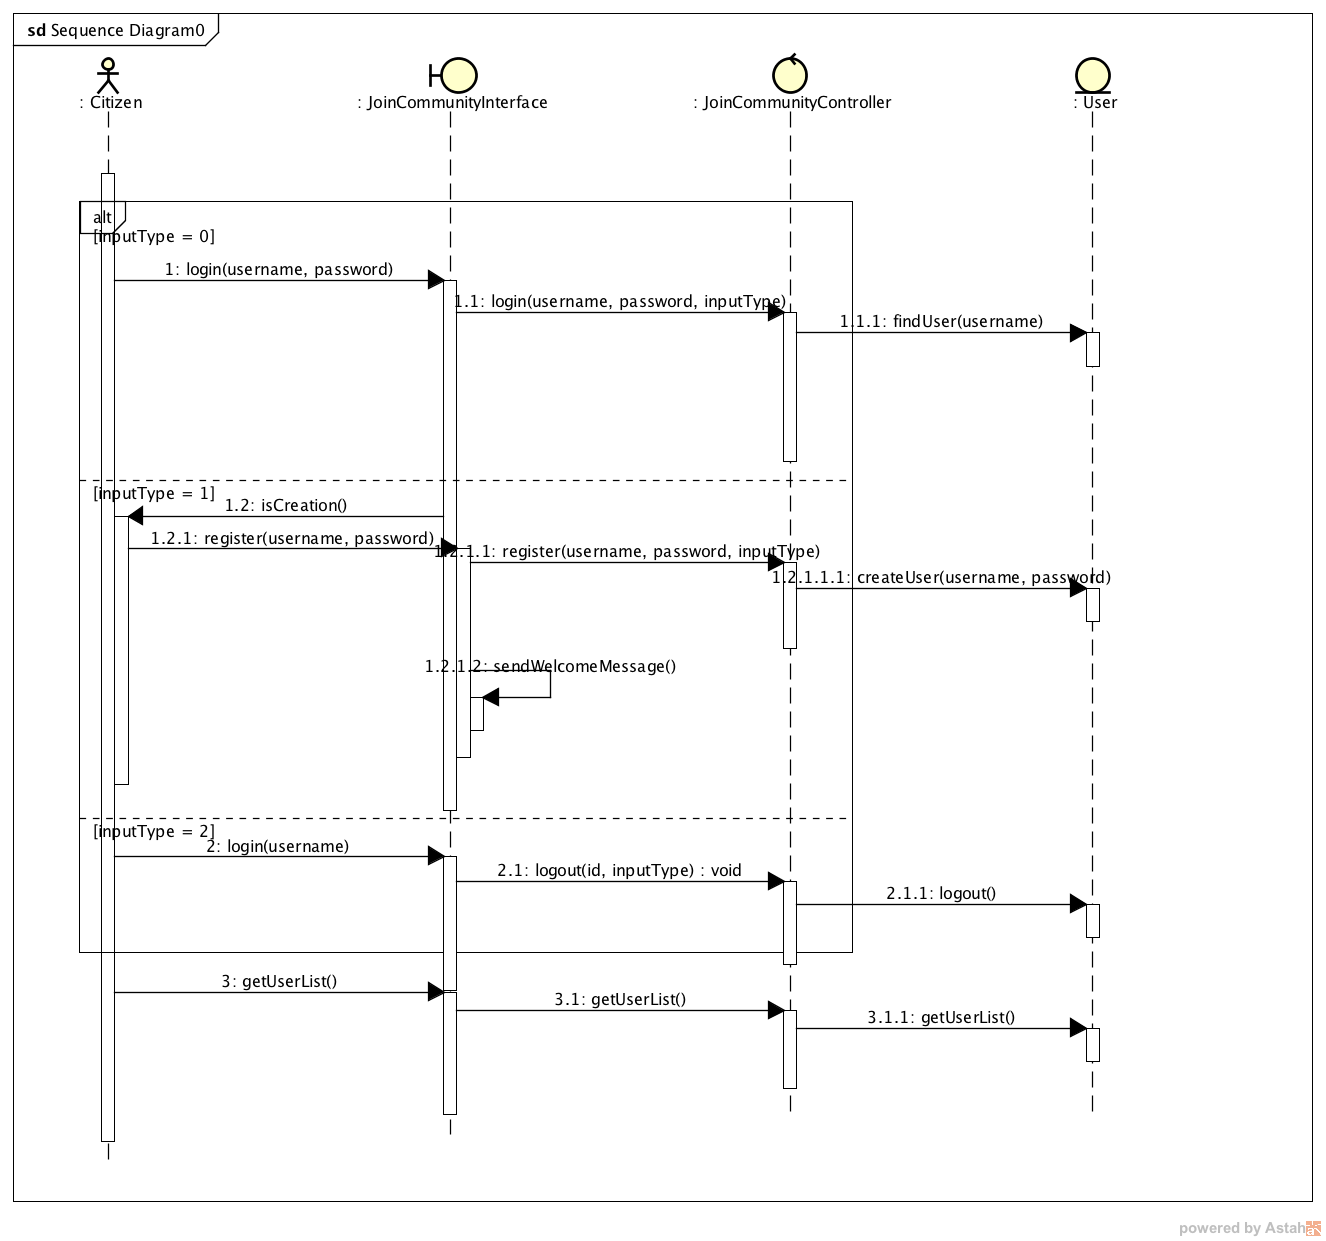 sd Sequence Diagram0
: Citizen
: JoinCommunityInterface
: JoinCommunityController
: User
alt
[inputType = 0]
1: login(username, password)
1.1: login(username, password, inputType)
1.1.1: findUser(username)
[inputType = 1]
1.2: isCreation()
1.2.1: register(username, password)
1.2.1.1: register(username, password, inputType)
1.2.1.1.1: createUser(username, password)
1.2.1.2: sendWelcomeMessage()
[inputType = 2]
2: login(username)
2.1: logout(id, inputType) : void
2.1.1: logout()
3: getUserList()
3.1: getUserList()
3.1.1: getUserList()
powered by Astah